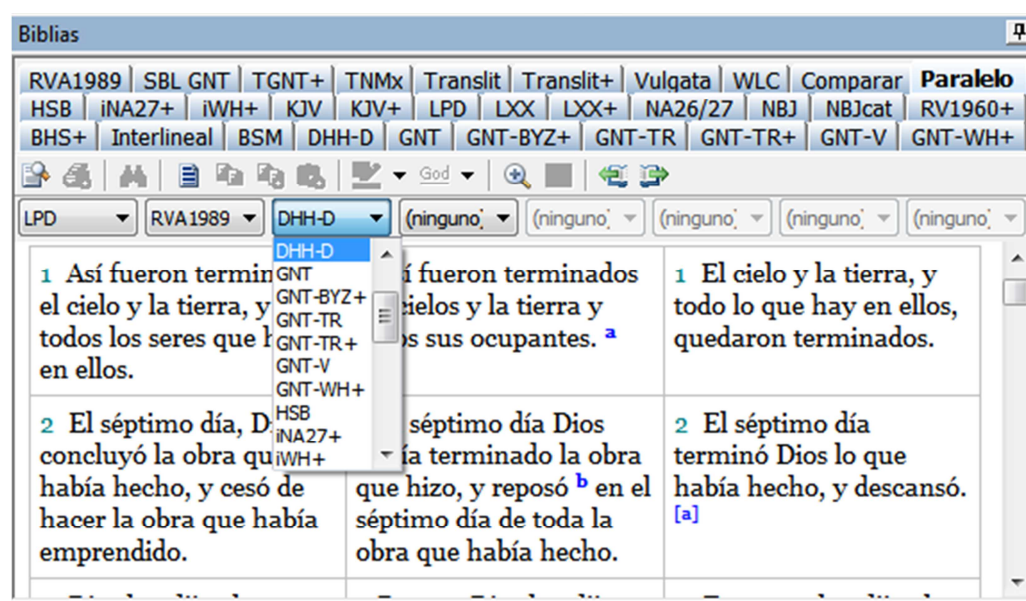 Biblias
RVA1989 SBL GNT TGNT+ TNMx Translit Translit+ Vulgata WLC Comparar Paralelo
HSB iNA27+ iWH+ KJV KJV+ LPD LXX LXX+ NA26/27 NBJ NBJcat RV1960+
BHS+ Interlineal BSM DHH-D GNT GNT-BYZ+ GNT-TR GNT-TR+ GNT-V GNT-WH+
God
LPD RVA1989 DHH-D (ninguno) (ninguno) (ninguno) (ninguno) (ninguno)
DHH-D
GNT
GNT-BYZ+
GNT-TR
GNT-TR+
GNT-V
GNT-WH+
HSB
iNA27+
iWH+
1 Así fueron termin
el cielo y la tierra, y
todos los seres que h
en ellos.
í fueron terminados
cielos y la tierra y
s sus ocupantes. a
1 El cielo y la tierra, y
todo lo que hay en ellos,
quedaron terminados.
2 El séptimo día, D
concluyó la obra qu
había hecho, y cesó de
hacer la obra que había
emprendido.
séptimo día Dios
ía terminado la obra
que hizo, y reposó b en el
séptimo día de toda la
obra que había hecho.
2 El séptimo día
terminó Dios lo que
había hecho, y descansó.
[a]